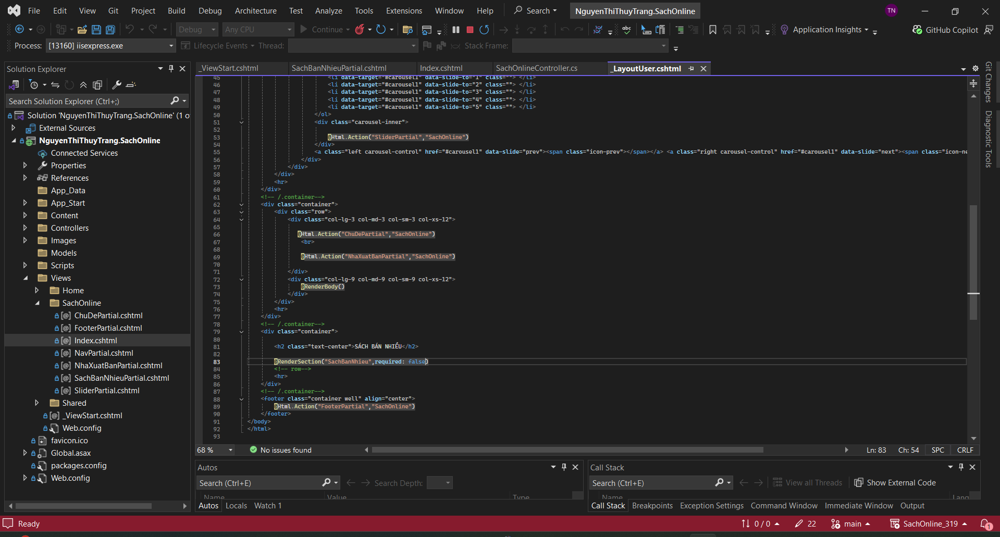 File Edit View Git Project Build Debug Architecture Test Analyze Tools Extensions Window Help Search NguyenThiThuyTrang.SachOnline TN
Debug Any CPU Continue Application Insights GitHub Copilot
Process: [13160] iisexpress.exe Lifecycle Events Thread: Stack Frame:
Solution Explorer
Search Solution Explorer (Ctrl+;)
Solution 'NguyenThiThuyTrang.SachOnline' (1 o
External Sources
NguyenThiThuyTrang.SachOnline
Connected Services
Properties
References
App_Data
App_Start
Content
Controllers
Images
Models
Scripts
Views
Home
SachOnline
ChuDePartial.cshtml
FooterPartial.cshtml
Index.cshtml
NavPartial.cshtml
NhaXuatBanPartial.cshtml
SachBanNhieuPartial.cshtml
SliderPartial.cshtml
Shared
_ViewStart.cshtml
Web.config
favicon.ico
Global.asax
packages.config
Web.config
_ViewStart.cshtml SachBanNhieuPartial.cshtml Index.cshtml SachOnlineController.cs _LayoutUser.cshtml
45 <li data-target="#carousel1" data-slide-to="1" class=""> </li>
46 <li data-target="#carousel1" data-slide-to="2" class=""> </li>
47 <li data-target="#carousel1" data-slide-to="3" class=""> </li>
48 <li data-target="#carousel1" data-slide-to="4" class=""> </li>
49 <li data-target="#carousel1" data-slide-to="5" class=""> </li>
50 </ol>
51 <div class="carousel-inner">
52
53 @Html.Action("SliderPartial","SachOnline")
54 </div>
55 <a class="left carousel-control" href="#carousel1" data-slide="prev"><span class="icon-prev"></span></a> <a class="right carousel-control" href="#carousel1" data-slide="next"><span class="icon-ne
56 </div>
57 </div>
58 </div>
59 <hr>
60 </div>
61 <!-- /.container-->
62 <div class="container">
63 <div class="row">
64 <div class="col-lg-3 col-md-3 col-sm-3 col-xs-12">
65
66 @Html.Action("ChuDePartial","SachOnline")
67 <br>
68
69 @Html.Action("NhaXuatBanPartial","SachOnline")
70
71 </div>
72 <div class="col-lg-9 col-md-9 col-sm-9 col-xs-12">
73 @RenderBody()
74 </div>
75 </div>
76 <hr>
77 </div>
78 <!-- /.container-->
79 <div class="container">
80
81 <h2 class="text-center">SÁCH BÁN NHIỀU</h2>
82
83 @RenderSection("SachBanNhieu",required: false)
84 <!-- row-->
85 <hr>
86 </div>
87 <!-- /.container-->
88 <footer class="container well" align="center">
89 @Html.Action("FooterPartial","SachOnline")
90 </footer>
91 </body>
92 </html>
93
68 % No issues found Ln: 83 Ch: 54 SPC CRLF
Git Changes
Diagnostic Tools
Autos
Search (Ctrl+E) Search Depth:
Name Value Type
Autos Locals Watch 1
Call Stack
Search (Ctrl+E) View all Threads Show External Code
Name Lang
Call Stack Breakpoints Exception Settings Command Window Immediate Window Output
Ready 0 / 0 22 main SachOnline_319 1